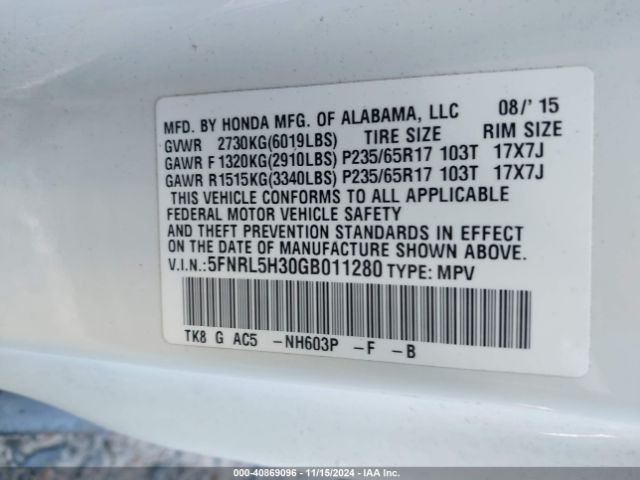 MFD. BY HONDA MFG. OF ALABAMA, LLC 08/' 15
GVWR 2730KG(6019LBS) TIRE SIZE RIM SIZE
GAWR F 1320KG(2910LBS) P235/65R17 103T 17X7J
GAWR R1515KG(3340LBS) P235/65R17 103T 17X7J
THIS VEHICLE CONFORMS TO ALL APPLICABLE
FEDERAL MOTOR VEHICLE SAFETY
AND THEFT PREVENTION STANDARDS IN EFFECT
ON THE DATE OF MANUFACTURE SHOWN ABOVE.
V.I.N.:5FNRL5H30GB011280 TYPE: MPV
TK8 G AC5 -NH603P -F -B
000-40869096 - 11/15/2024 - IAA Inc.